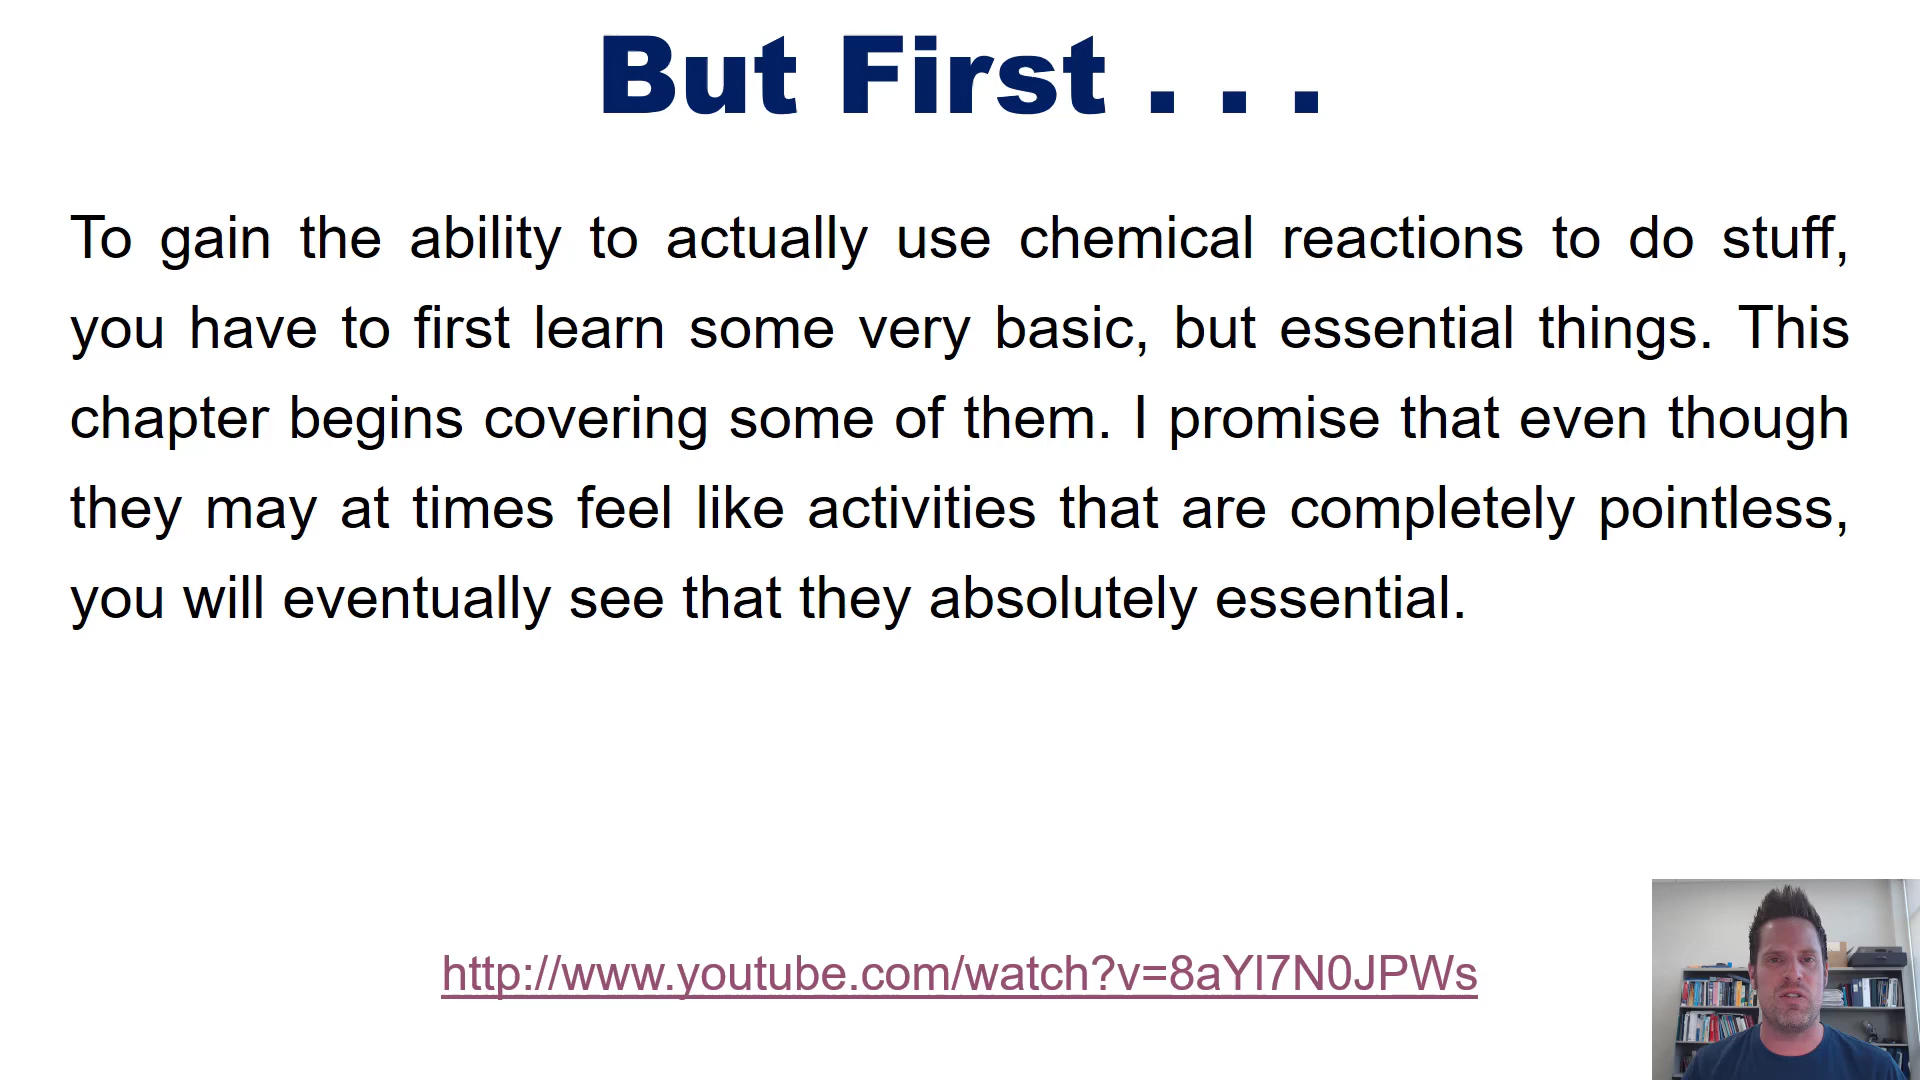 But First . . .
To gain the ability to actually use chemical reactions to do stuff,
you have to first learn some very basic, but essential things. This
chapter begins covering some of them. I promise that even though
they may at times feel like activities that are completely pointless,
you will eventually see that they absolutely essential.
http://www.youtube.com/watch?v=8aYl7N0JPWs